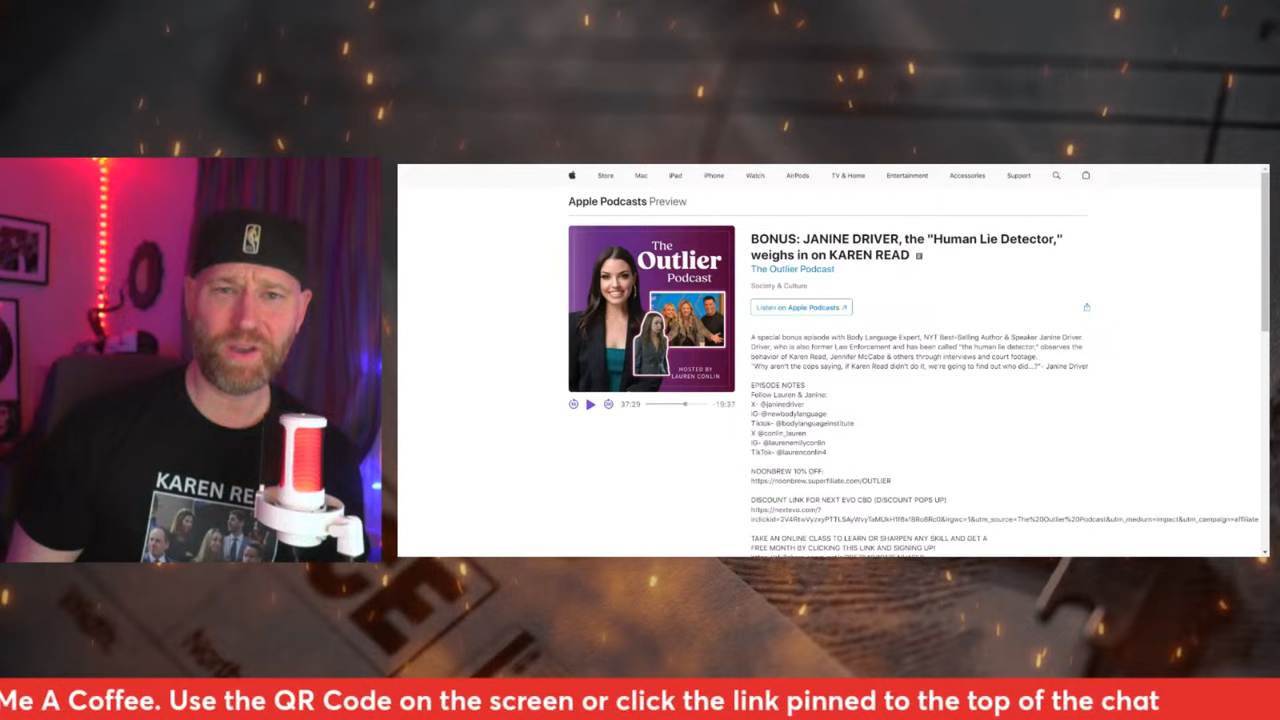 Store Mac iPad iPhone Watch AirPods TV & Home Entertainment Accessories Support
Apple Podcasts Preview
The
Outlier
Podcast
HOSTED BY
LAUREN CONLIN
37:29
-19:37
BONUS: JANINE DRIVER, the "Human Lie Detector,"
weighs in on KAREN READ E
The Outlier Podcast
Society & Culture
Listen on Apple Podcasts ↗
A special bonus episode with Body Language Expert, NYT Best-Selling Author & Speaker Janine Driver.
Driver, who is also former Law Enforcement and has been called "the human lie detector," observes the
behavior of Karen Read, Jennifer McCabe & others through interviews and court footage.
"Why aren't the cops saying, if Karen Read didn't do it, we're going to find out who did...?"- Janine Driver
EPISODE NOTES
Follow Lauren & Janine:
X- @janinedriver
IG-@newbodylanguage
Tiktok- @bodylanguageinstitute
X @conlin_lauren
IG- @laurenemilyconlin
TikTok- @laurenconlin4
NOONBREW 10% OFF:
https://noonbrew.superfiliate.com/OUTLIER
DISCOUNT LINK FOR NEXT EVO CBD (DISCOUNT POPS UP)
https://nextevo.com/?
TAKE AN ONLINE CLASS TO LEARN OR SHARPEN ANY SKILL AND GET A
FREE MONTH BY CLICKING THIS LINK AND SIGNING UP!
KAREN RE
Me A Coffee. Use the QR Code on the screen or click the link pinned to the top of the chat